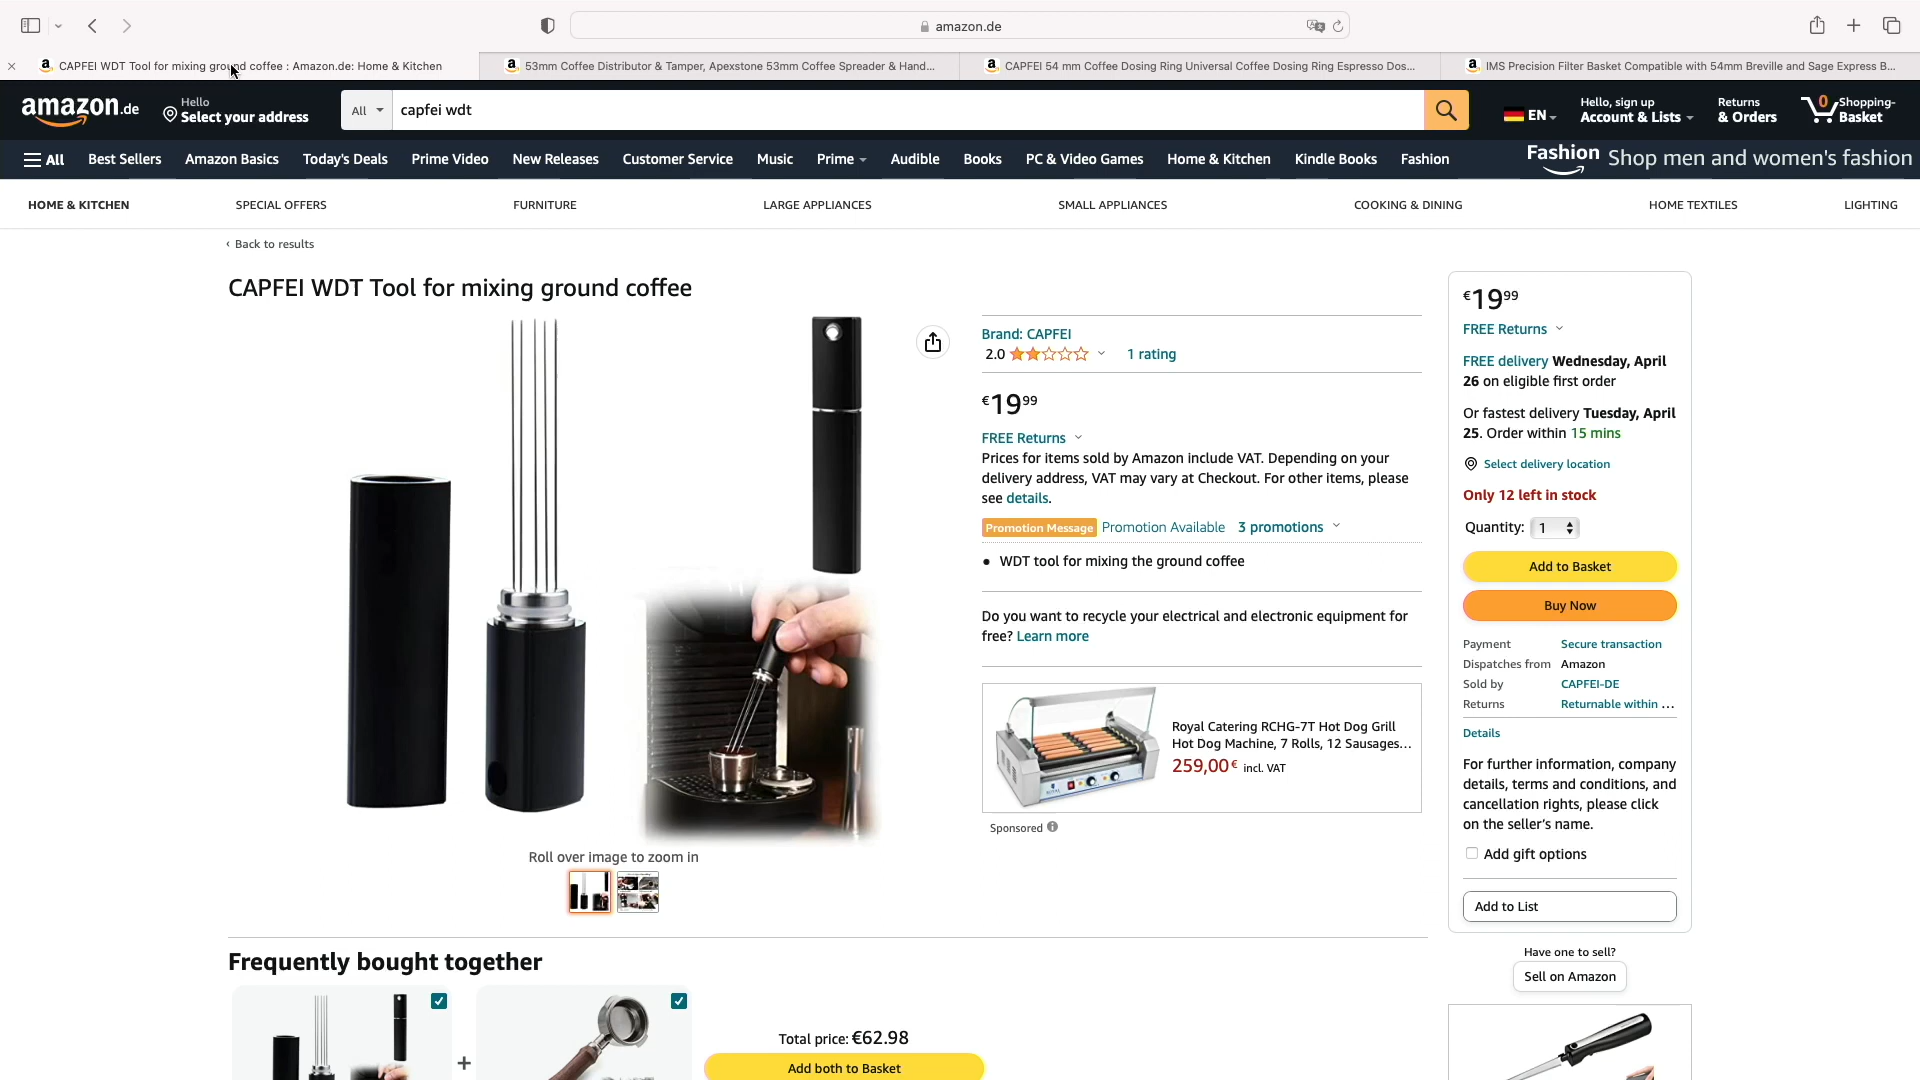 amazon.de
CAPFEI WDT Tool for mixing ground coffee : Amazon.de: Home & Kitchen
53mm Coffee Distributor & Tamper, Apexstone 53mm Coffee Spreader & Hand...
CAPFEI 54 mm Coffee Dosing Ring Universal Coffee Dosing Ring Espresso Dos...
IMS Precision Filter Basket Compatible with 54mm Breville and Sage Express B...
amazon.de
Hello
Select your address
All
capfei wdt
EN
Hello, sign up
Account & Lists
Returns
& Orders
0
Shopping-
Basket
All
Best Sellers
Amazon Basics
Today's Deals
Prime Video
New Releases
Customer Service
Music
Prime
Audible
Books
PC & Video Games
Home & Kitchen
Kindle Books
Fashion
Fashion Shop men and women's fashion
HOME & KITCHEN
SPECIAL OFFERS
FURNITURE
LARGE APPLIANCES
SMALL APPLIANCES
COOKING & DINING
HOME TEXTILES
LIGHTING
‹ Back to results
CAPFEI WDT Tool for mixing ground coffee
Roll over image to zoom in
Brand: CAPFEI
2.0
1 rating
€19 99
FREE Returns
Prices for items sold by Amazon include VAT. Depending on your
delivery address, VAT may vary at Checkout. For other items, please
see details.
Promotion Message Promotion Available 3 promotions
• WDT tool for mixing the ground coffee
Do you want to recycle your electrical and electronic equipment for
free? Learn more
Royal Catering RCHG-7T Hot Dog Grill
Hot Dog Machine, 7 Rolls, 12 Sausages...
259,00€ incl. VAT
Sponsored
€19 99
FREE Returns
FREE delivery Wednesday, April
26 on eligible first order
Or fastest delivery Tuesday, April
25. Order within 15 mins
Select delivery location
Only 12 left in stock
Quantity: 1
Add to Basket
Buy Now
Payment Secure transaction
Dispatches from Amazon
Sold by CAPFEI-DE
Returns Returnable within ...
Details
For further information, company
details, terms and conditions, and
cancellation rights, please click
on the seller's name.
Add gift options
Add to List
Have one to sell?
Sell on Amazon
Frequently bought together
+
Total price: €62.98
Add both to Basket